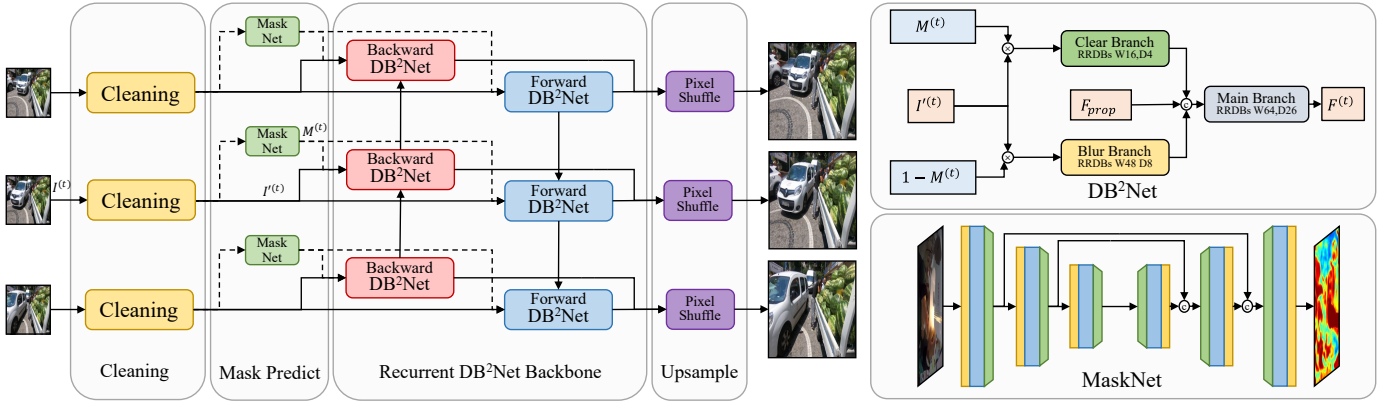 Mask
Net
Backward
DB²Net
Cleaning
Forward
DB²Net
Pixel
Shuffle
Mask
Net
M^(t)
Backward
DB²Net
I^(t)
Cleaning
I'^(t)
Forward
DB²Net
Pixel
Shuffle
Mask
Net
Backward
DB²Net
Cleaning
Forward
DB²Net
Pixel
Shuffle
Cleaning
Mask Predict
Recurrent DB²Net Backbone
Upsample
M^(t)
×
Clear Branch
RRDBs W16,D4
I'^(t)
F_prop
c
Main Branch
RRDBs W64,D26
F^(t)
×
Blur Branch
RRDBs W48 D8
1 − M^(t)
DB²Net
c
c
MaskNet